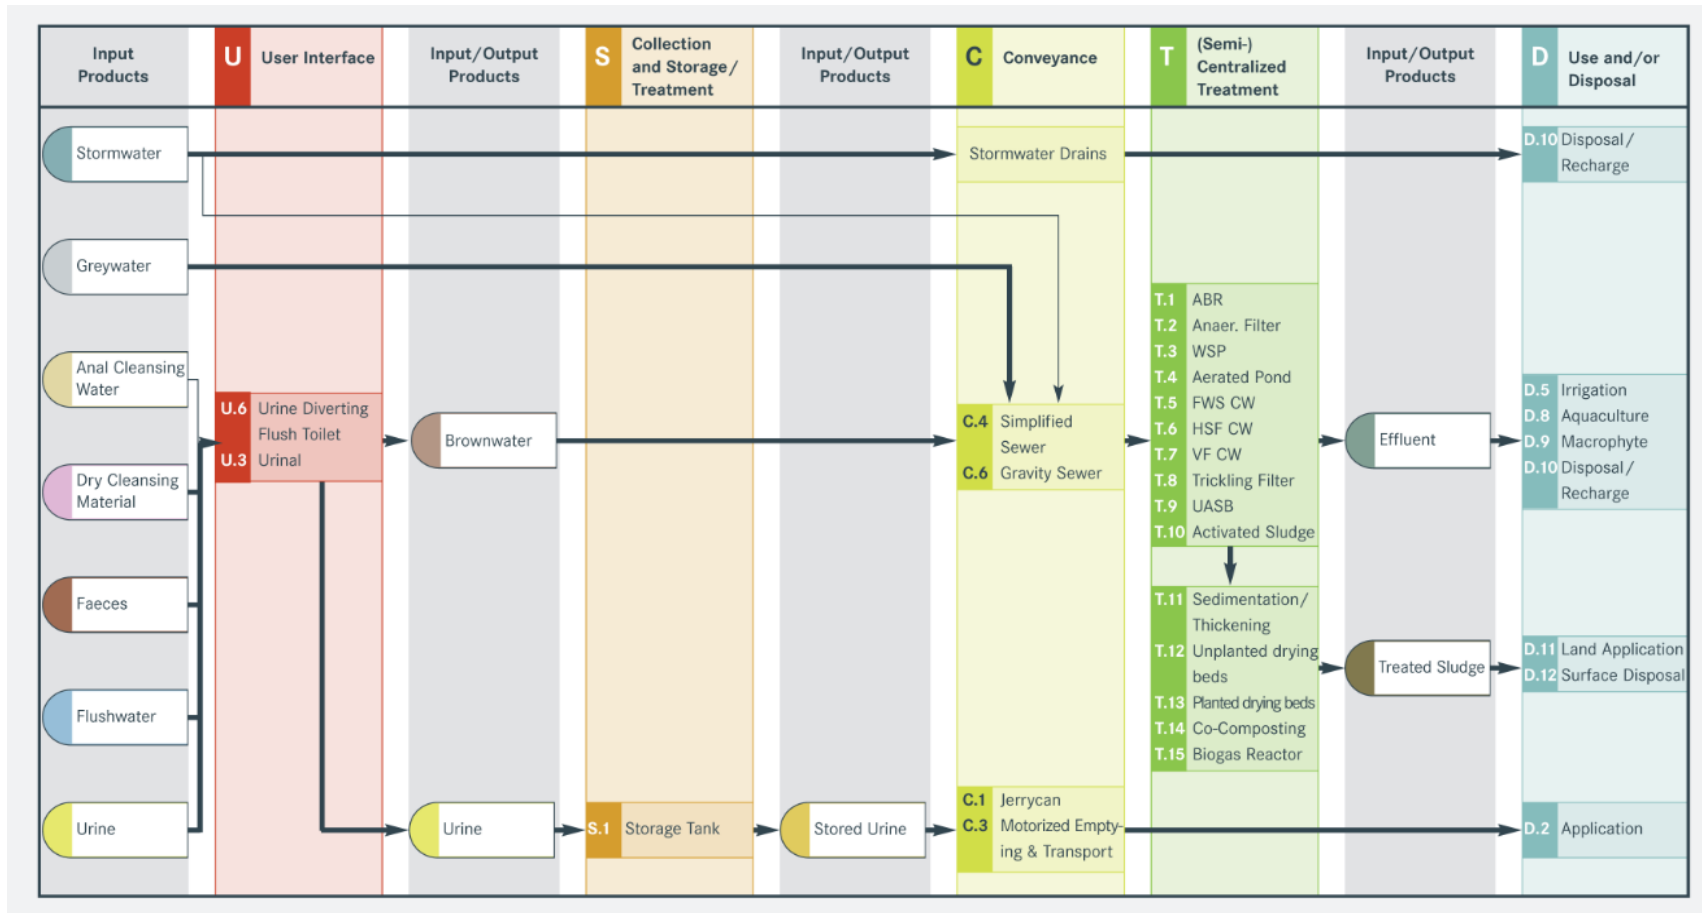 Input
Products
U
User Interface
Input/Output
Products
S
Collection
and Storage/
Treatment
Input/Output
Products
C
Conveyance
T
(Semi-)
Centralized
Treatment
Input/Output
Products
D
Use and/or
Disposal
Stormwater
Stormwater Drains
D.10 Disposal/
Recharge
Greywater
Anal Cleansing
Water
Dry Cleansing
Material
Faeces
Flushwater
Urine
U.6 Urine Diverting
Flush Toilet
U.3 Urinal
Brownwater
C.4 Simplified
Sewer
C.6 Gravity Sewer
T.1 ABR
T.2 Anaer. Filter
T.3 WSP
T.4 Aerated Pond
T.5 FWS CW
T.6 HSF CW
T.7 VF CW
T.8 Trickling Filter
T.9 UASB
T.10 Activated Sludge
Effluent
D.5 Irrigation
D.8 Aquaculture
D.9 Macrophyte
D.10 Disposal/
Recharge
T.11 Sedimentation/
Thickening
T.12 Unplanted drying
beds
T.13 Planted drying beds
T.14 Co-Composting
T.15 Biogas Reactor
Treated Sludge
D.11 Land Application
D.12 Surface Disposal
Urine
S.1 Storage Tank
Stored Urine
C.1 Jerrycan
C.3 Motorized Empty-
ing & Transport
D.2 Application